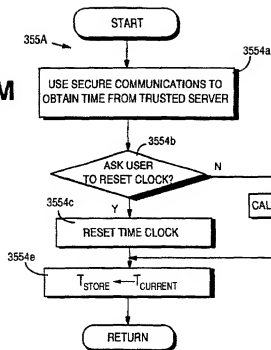 START
355A
3554a
M
USE SECURE COMMUNICATIONS TO
OBTAIN TIME FROM TRUSTED SERVER
3554b
ASK USER
TO RESET CLOCK?
N
3554c
Y
CAL
RESET TIME CLOCK
3554e
TSTORE ← TCURRENT
RETURN